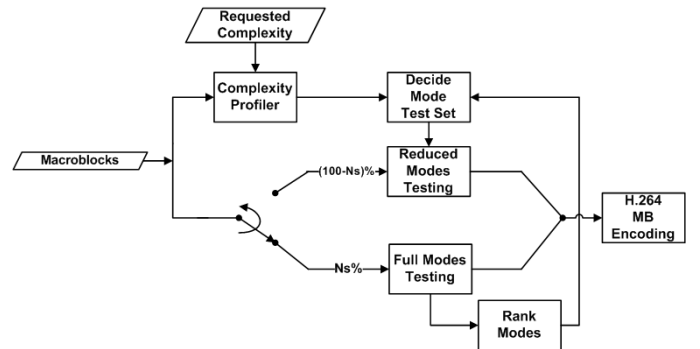 Requested
Complexity
Complexity
Profiler
Decide
Mode
Test Set
Macroblocks
(100-Ns)%
Reduced
Modes
Testing
H.264
MB
Encoding
Ns%
Full Modes
Testing
Rank
Modes